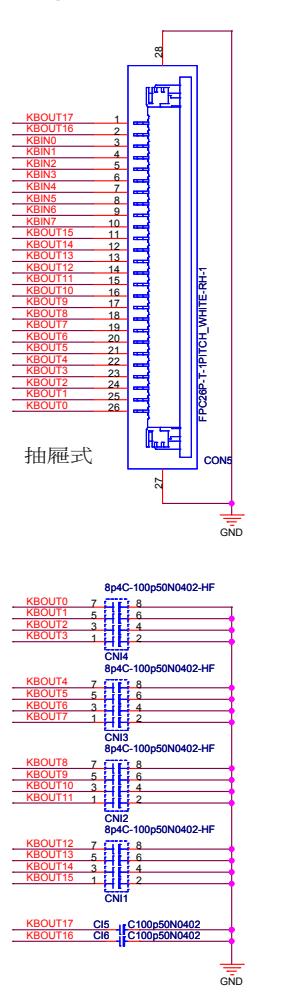 28
KBOUT17 1
KBOUT16 2
KBIN0 3
KBIN1 4
KBIN2 5
KBIN3 6
KBIN4 7
KBIN5 8
KBIN6 9
KBIN7 10
KBOUT15 11
KBOUT14 12
KBOUT13 13
KBOUT12 14
KBOUT11 15
KBOUT10 16
KBOUT9 17
KBOUT8 18
KBOUT7 19
KBOUT6 20
KBOUT5 21
KBOUT4 22
KBOUT3 23
KBOUT2 24
KBOUT1 25
KBOUT0 26
FPC26P-T-1PITCH_WHITE-RH-1
抽屉式
CON5
27
GND
8p4C-100p50N0402-HF
KBOUT0 7 8
KBOUT1 5 6
KBOUT2 3 4
KBOUT3 1 2
CNI4
8p4C-100p50N0402-HF
KBOUT4 7 8
KBOUT5 5 6
KBOUT6 3 4
KBOUT7 1 2
CNI3
8p4C-100p50N0402-HF
KBOUT8 7 8
KBOUT9 5 6
KBOUT10 3 4
KBOUT11 1 2
CNI2
8p4C-100p50N0402-HF
KBOUT12 7 8
KBOUT13 5 6
KBOUT14 3 4
KBOUT15 1 2
CNI1
KBOUT17 CI5 C100p50N0402
KBOUT16 CI6 C100p50N0402
GND